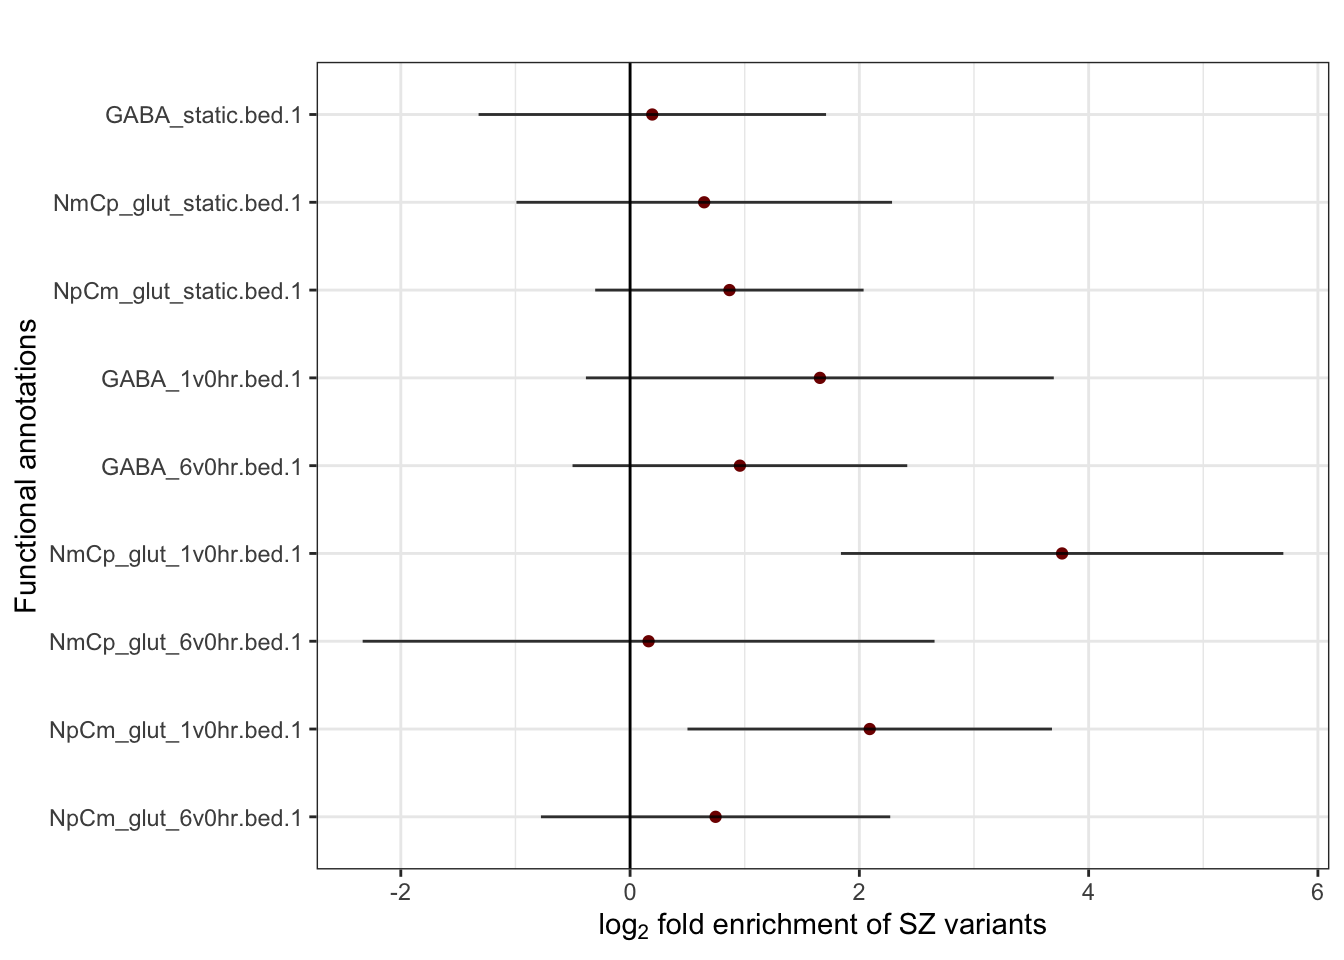 GABA_static.bed.1
NmCp_glut_static.bed.1
NpCm_glut_static.bed.1
GABA_1v0hr.bed.1
GABA_6v0hr.bed.1
NmCp_glut_1v0hr.bed.1
NmCp_glut_6v0hr.bed.1
NpCm_glut_1v0hr.bed.1
NpCm_glut_6v0hr.bed.1
Functional annotations
-2 0 2 4 6
log₂ fold enrichment of SZ variants